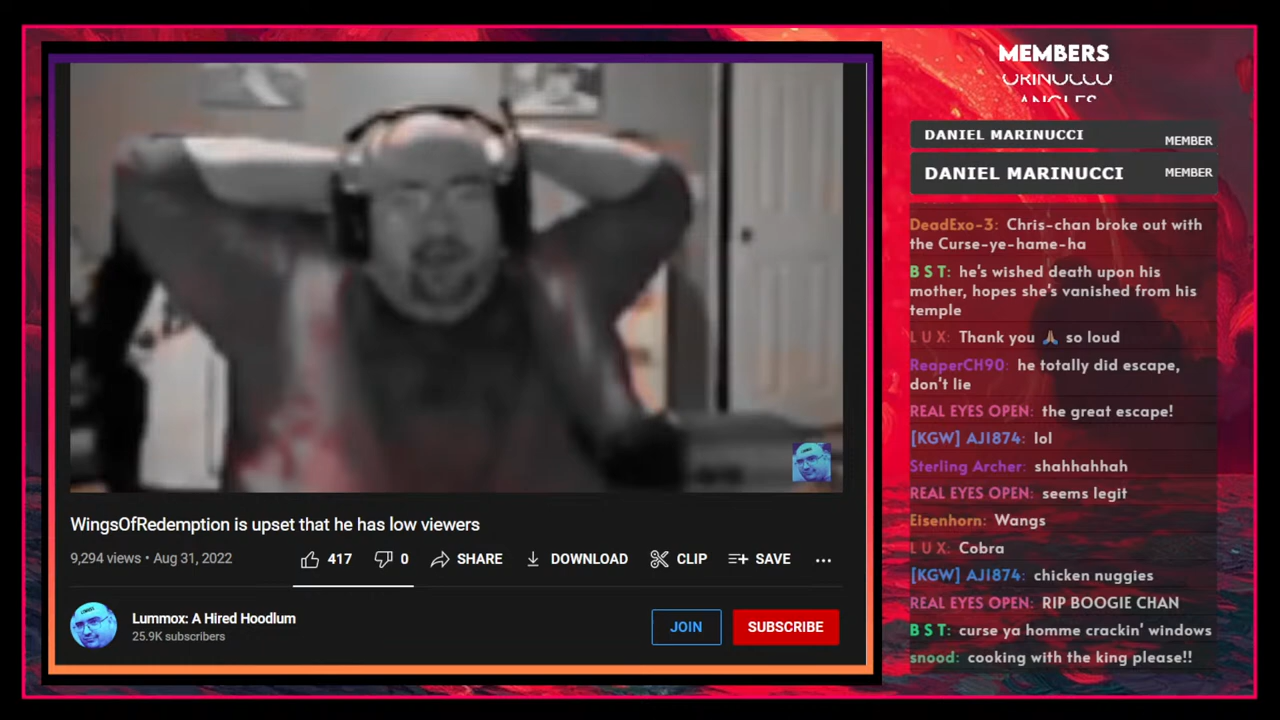 MEMBERS
ORINOCCO
ANGLES
DANIEL MARINUCCI MEMBER
DANIEL MARINUCCI MEMBER
DeadExo-3: Chris-chan broke out with
the Curse-ye-hame-ha
B S T: he's wished death upon his
mother, hopes she's vanished from his
temple
L U X: Thank you 🙏🏽 so loud
ReaperCH90: he totally did escape,
don't lie
REAL EYES OPEN: the great escape!
[KGW] AJ1874: lol
Sterling Archer: shahhahhah
REAL EYES OPEN: seems legit
Eisenhorn: Wangs
L U X: Cobra
[KGW] AJ1874: chicken nuggies
REAL EYES OPEN: RIP BOOGIE CHAN
B S T: curse ya homme crackin' windows
snood: cooking with the king please!!
WingsOfRedemption is upset that he has low viewers
9,294 views • Aug 31, 2022
417 0 SHARE DOWNLOAD CLIP SAVE ...
Lummox: A Hired Hoodlum
25.9K subscribers
JOIN SUBSCRIBE